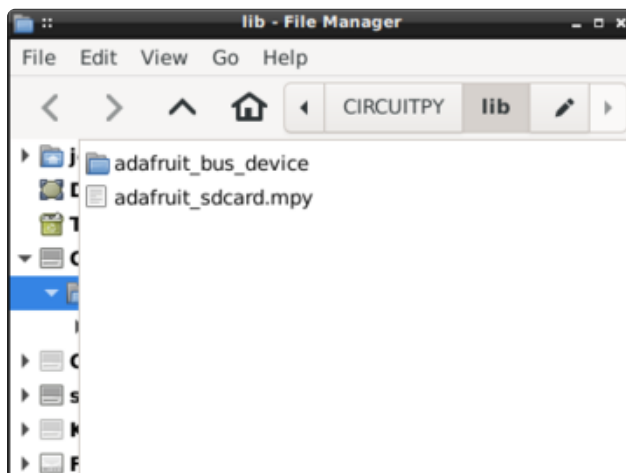 lib - File Manager
File Edit View Go Help
CIRCUITPY lib
adafruit_bus_device
adafruit_sdcard.mpy